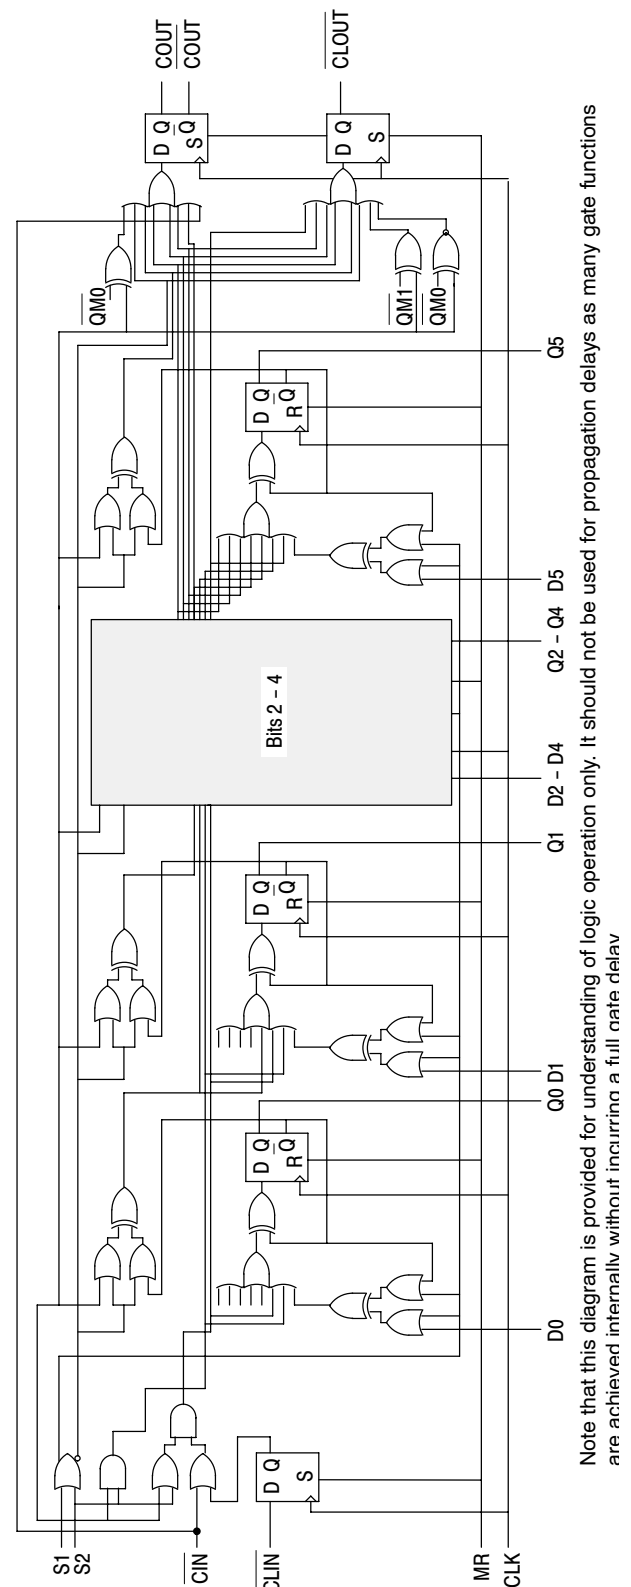 S1
S2
CIN
CLIN
MR
CLK
D Q
S
D0
Q0
D1
Q1
D Q
Q
R
D Q
Q
R
Bits 2 – 4
D2 – D4
Q2 – Q4
D5
Q5
D Q
Q
R
QM0
QM1
QM0
D Q
Q
S
COUT
COUT
D Q
S
CLOUT
Note that this diagram is provided for understanding of logic operation only. It should not be used for propagation delays as many gate functions
are achieved internally without incurring a full gate delay